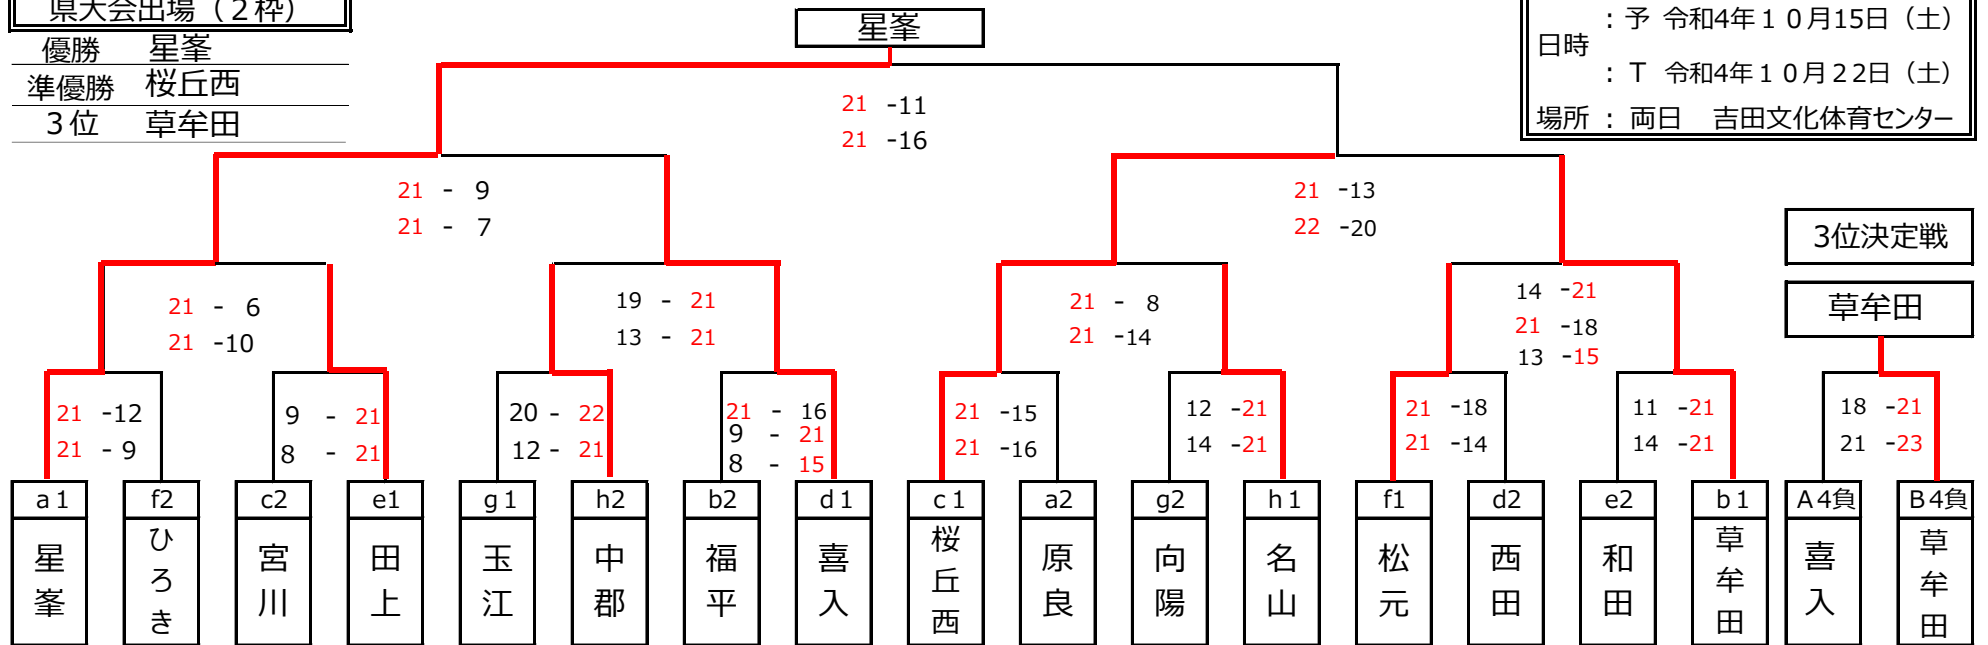 県大会出場（２枠）
優勝 星峯
準優勝 桜丘西
３位 草牟田
星峯
日時
：予 令和4年１０月15日（土）
：Ｔ 令和4年１０月２2日（土）
場所：両日 吉田文化体育センター
21 -11
21 -16
21 - 9
21 - 7
21 -13
22 -20
3位決定戦
草牟田
21 - 6
21 -10
19 - 21
13 - 21
21 - 8
21 -14
14 -21
21 -18
13 -15
21 -12
21 - 9
9 - 21
8 - 21
20 - 22
12 - 21
21 - 16
9 - 21
8 - 15
21 -15
21 -16
12 -21
14 -21
21 -18
21 -14
11 -21
14 -21
18 -21
21 -23
a1 f2 c2 e1 g1 h2 b2 d1 c1 a2 g2 h1 f1 d2 e2 b1 A4負 B4負
星峯
ひろき
宮川
田上
玉江
中郡
福平
喜入
桜丘西
原良
向陽
名山
松元
西田
和田
草牟田
喜入
草牟田